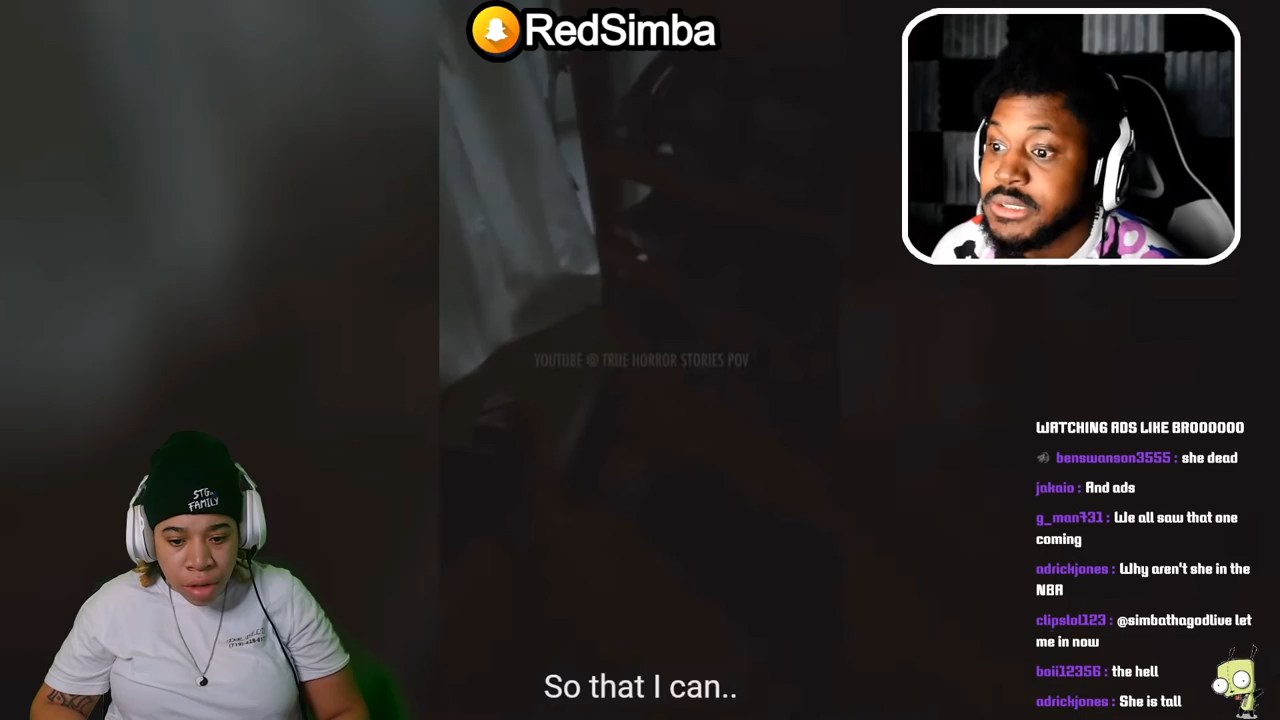 RedSimba
YOUTUBE @ TRUE HORROR STORIES POV
WATCHING ADS LIKE BROOOOOO
benswanson3555 : she dead
jakaio : And ads
g_man731 : We all saw that one
coming
adrickjones : Why aren't she in the
NBA
clipslol123 : @simbathagodlive let
me in now
boii12356 : the hell
adrickjones : She is tall
STG
FAMILY
So that I can..